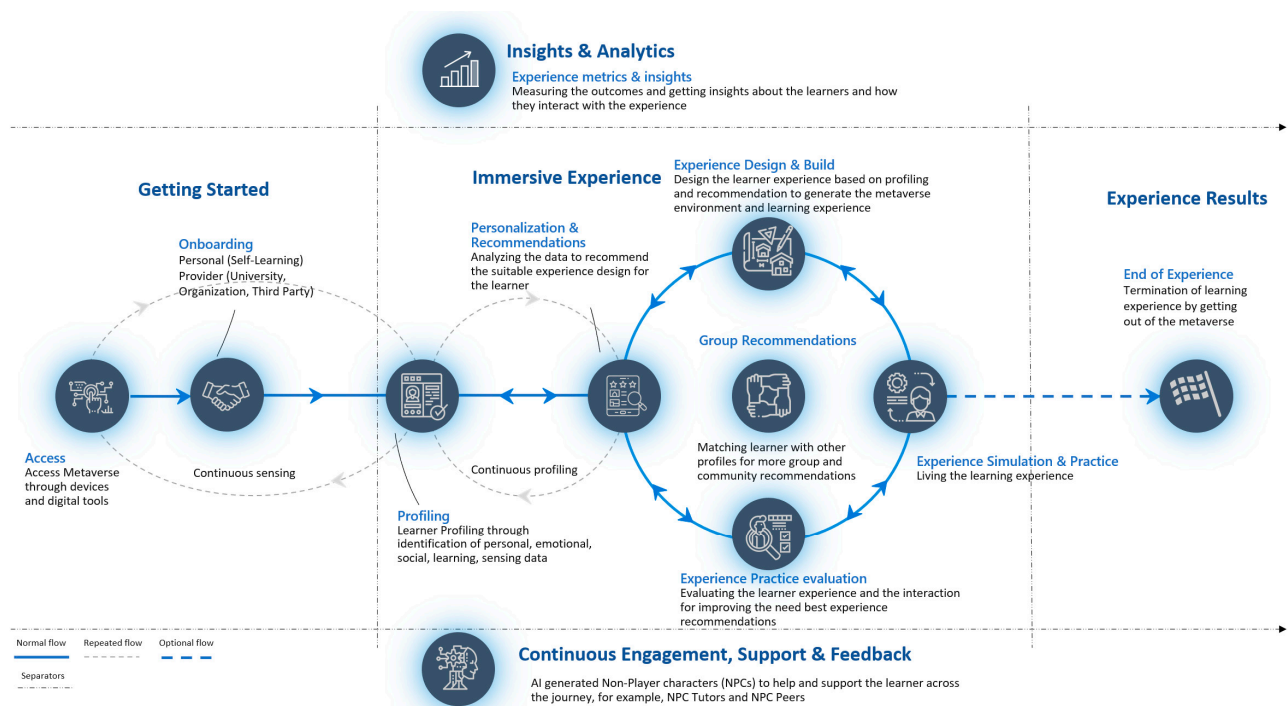 Insights & Analytics
Experience metrics & insights
Measuring the outcomes and getting insights about the learners and how
they interact with the experience
Getting Started
Immersive Experience
Experience Results
Experience Design & Build
Design the learner experience based on profiling
and recommendation to generate the metaverse
environment and learning experience
Onboarding
Personal (Self-Learning)
Provider (University,
Organization, Third Party)
Personalization &
Recommendations
Analyzing the data to recommend
the suitable experience design for
the learner
End of Experience
Termination of learning
experience by getting
out of the metaverse
Group Recommendations
Matching learner with other
profiles for more group and
community recommendations
Access
Access Metaverse
through devices
and digital tools
Continuous sensing
Continuous profiling
Experience Simulation & Practice
Living the learning experience
Profiling
Learner Profiling through
identification of personal, emotional,
social, learning, sensing data
Experience Practice evaluation
Evaluating the learner experience and the interaction
for improving the need best experience
recommendations
Normal flow
Repeated flow
Optional flow
Separators
Continuous Engagement, Support & Feedback
AI generated Non-Player characters (NPCs) to help and support the learner across
the journey, for example, NPC Tutors and NPC Peers